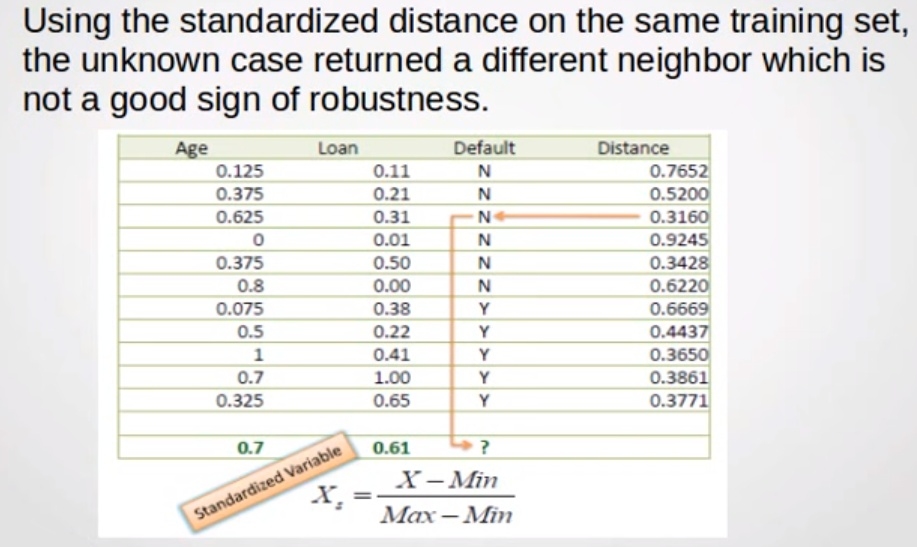 Using the standardized distance on the same training set,
the unknown case returned a different neighbor which is
not a good sign of robustness.
Age Loan Default Distance
0.125 0.11 N 0.7652
0.375 0.21 N 0.5200
0.625 0.31 N 0.3160
0 0.01 N 0.9245
0.375 0.50 N 0.3428
0.8 0.00 N 0.6220
0.075 0.38 Y 0.6669
0.5 0.22 Y 0.4437
1 0.41 Y 0.3650
0.7 1.00 Y 0.3861
0.325 0.65 Y 0.3771
0.7 0.61 ?
Standardized Variable
X - Min
Xs =
Max - Min